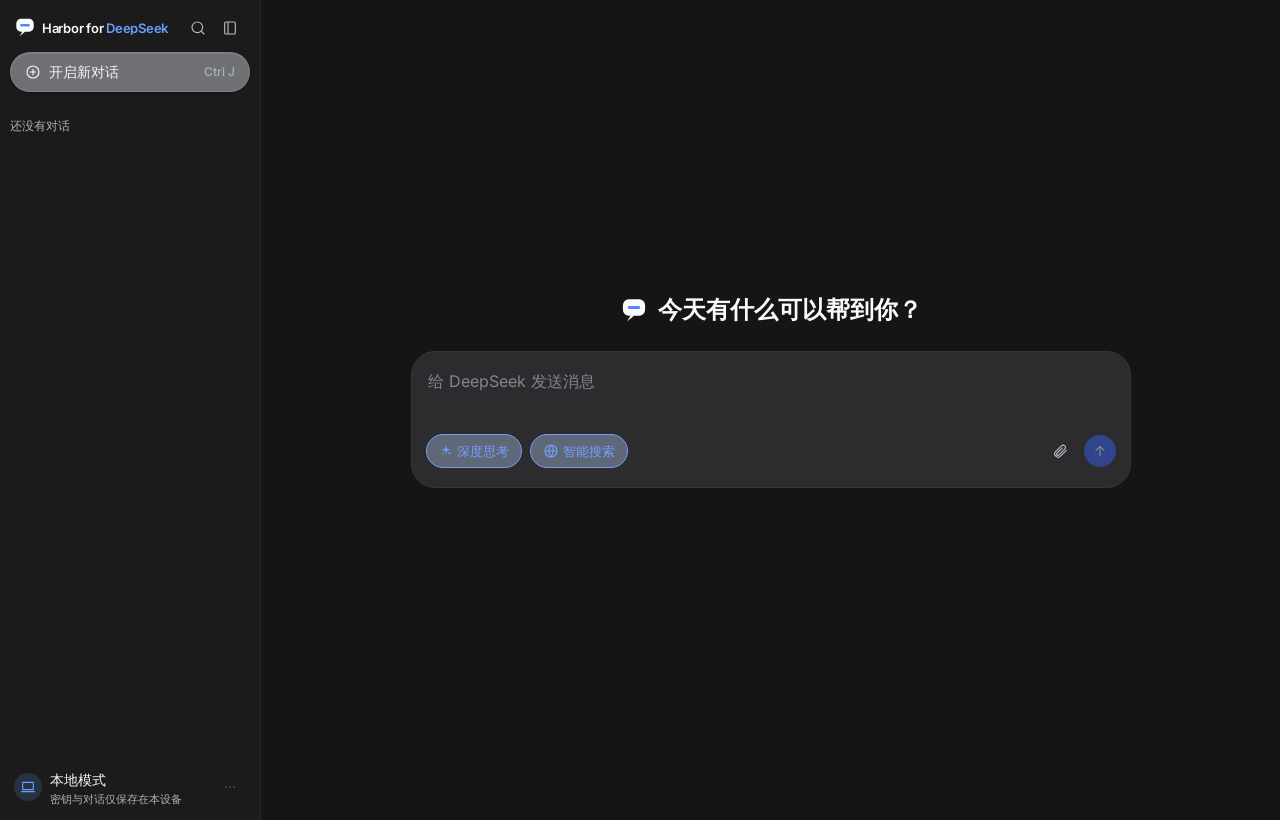 Harbor for DeepSeek
开启新对话 Ctrl J
还没有对话
今天有什么可以帮到你？
给 DeepSeek 发送消息
深度思考 智能搜索
本地模式
密钥与对话仅保存在本设备